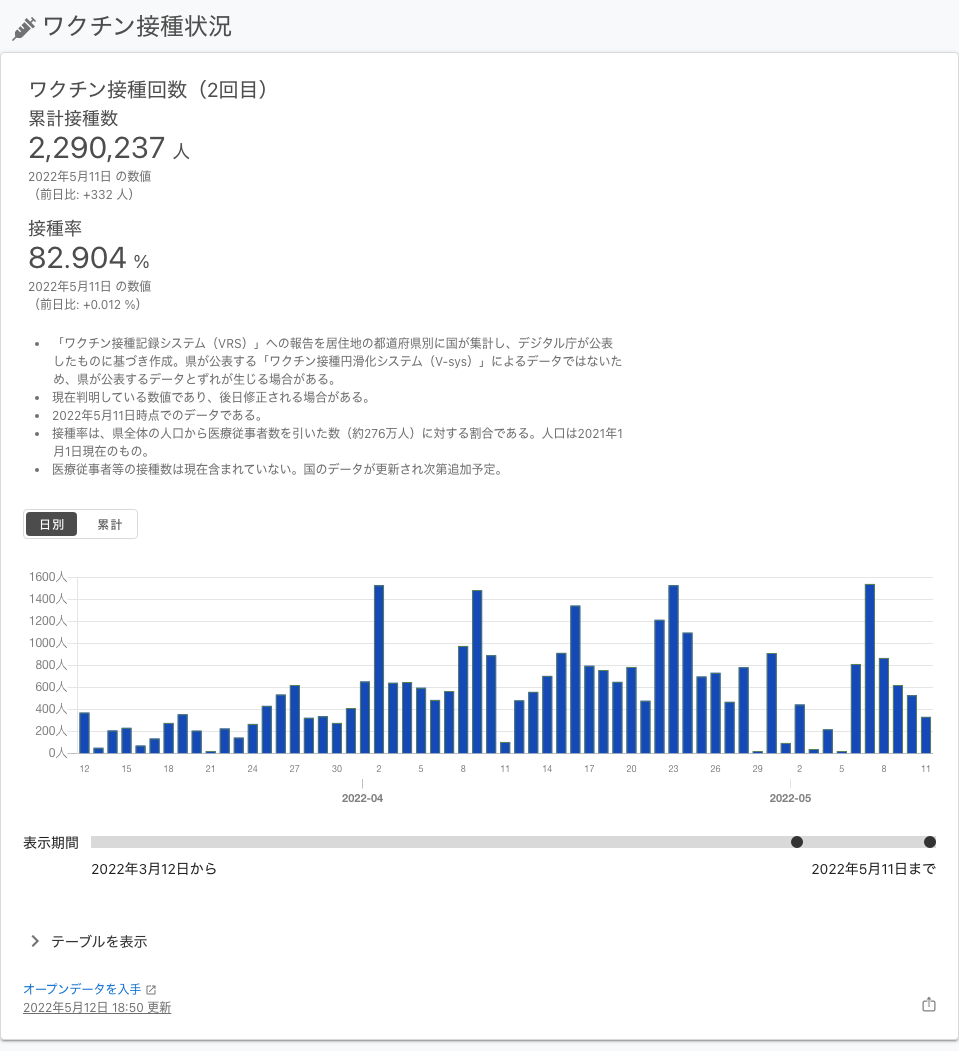 ワクチン接種状況
ワクチン接種回数（2回目）
累計接種数
2,290,237 人
2022年5月11日 の数値
（前日比: +332 人）
接種率
82.904 %
2022年5月11日 の数値
（前日比: +0.012 %）
• 「ワクチン接種記録システム（VRS）」への報告を居住地の都道府県別に国が集計し、デジタル庁が公表
したものに基づき作成。県が公表する「ワクチン接種円滑化システム（V-sys）」によるデータではないた
め、県が公表するデータとずれが生じる場合がある。
• 現在判明している数値であり、後日修正される場合がある。
• 2022年5月11日時点でのデータである。
• 接種率は、県全体の人口から医療従事者数を引いた数（約276万人）に対する割合である。人口は2021年1
月1日現在のもの。
• 医療従事者等の接種数は現在含まれていない。国のデータが更新され次第追加予定。
日別 累計
1600人
1400人
1200人
1000人
800人
600人
400人
200人
0人
12 15 18 21 24 27 30 2 5 8 11 14 17 20 23 26 29 2 5 8 11
2022-04 2022-05
表示期間
2022年3月12日から 2022年5月11日まで
テーブルを表示
オープンデータを入手
2022年5月12日 18:50 更新